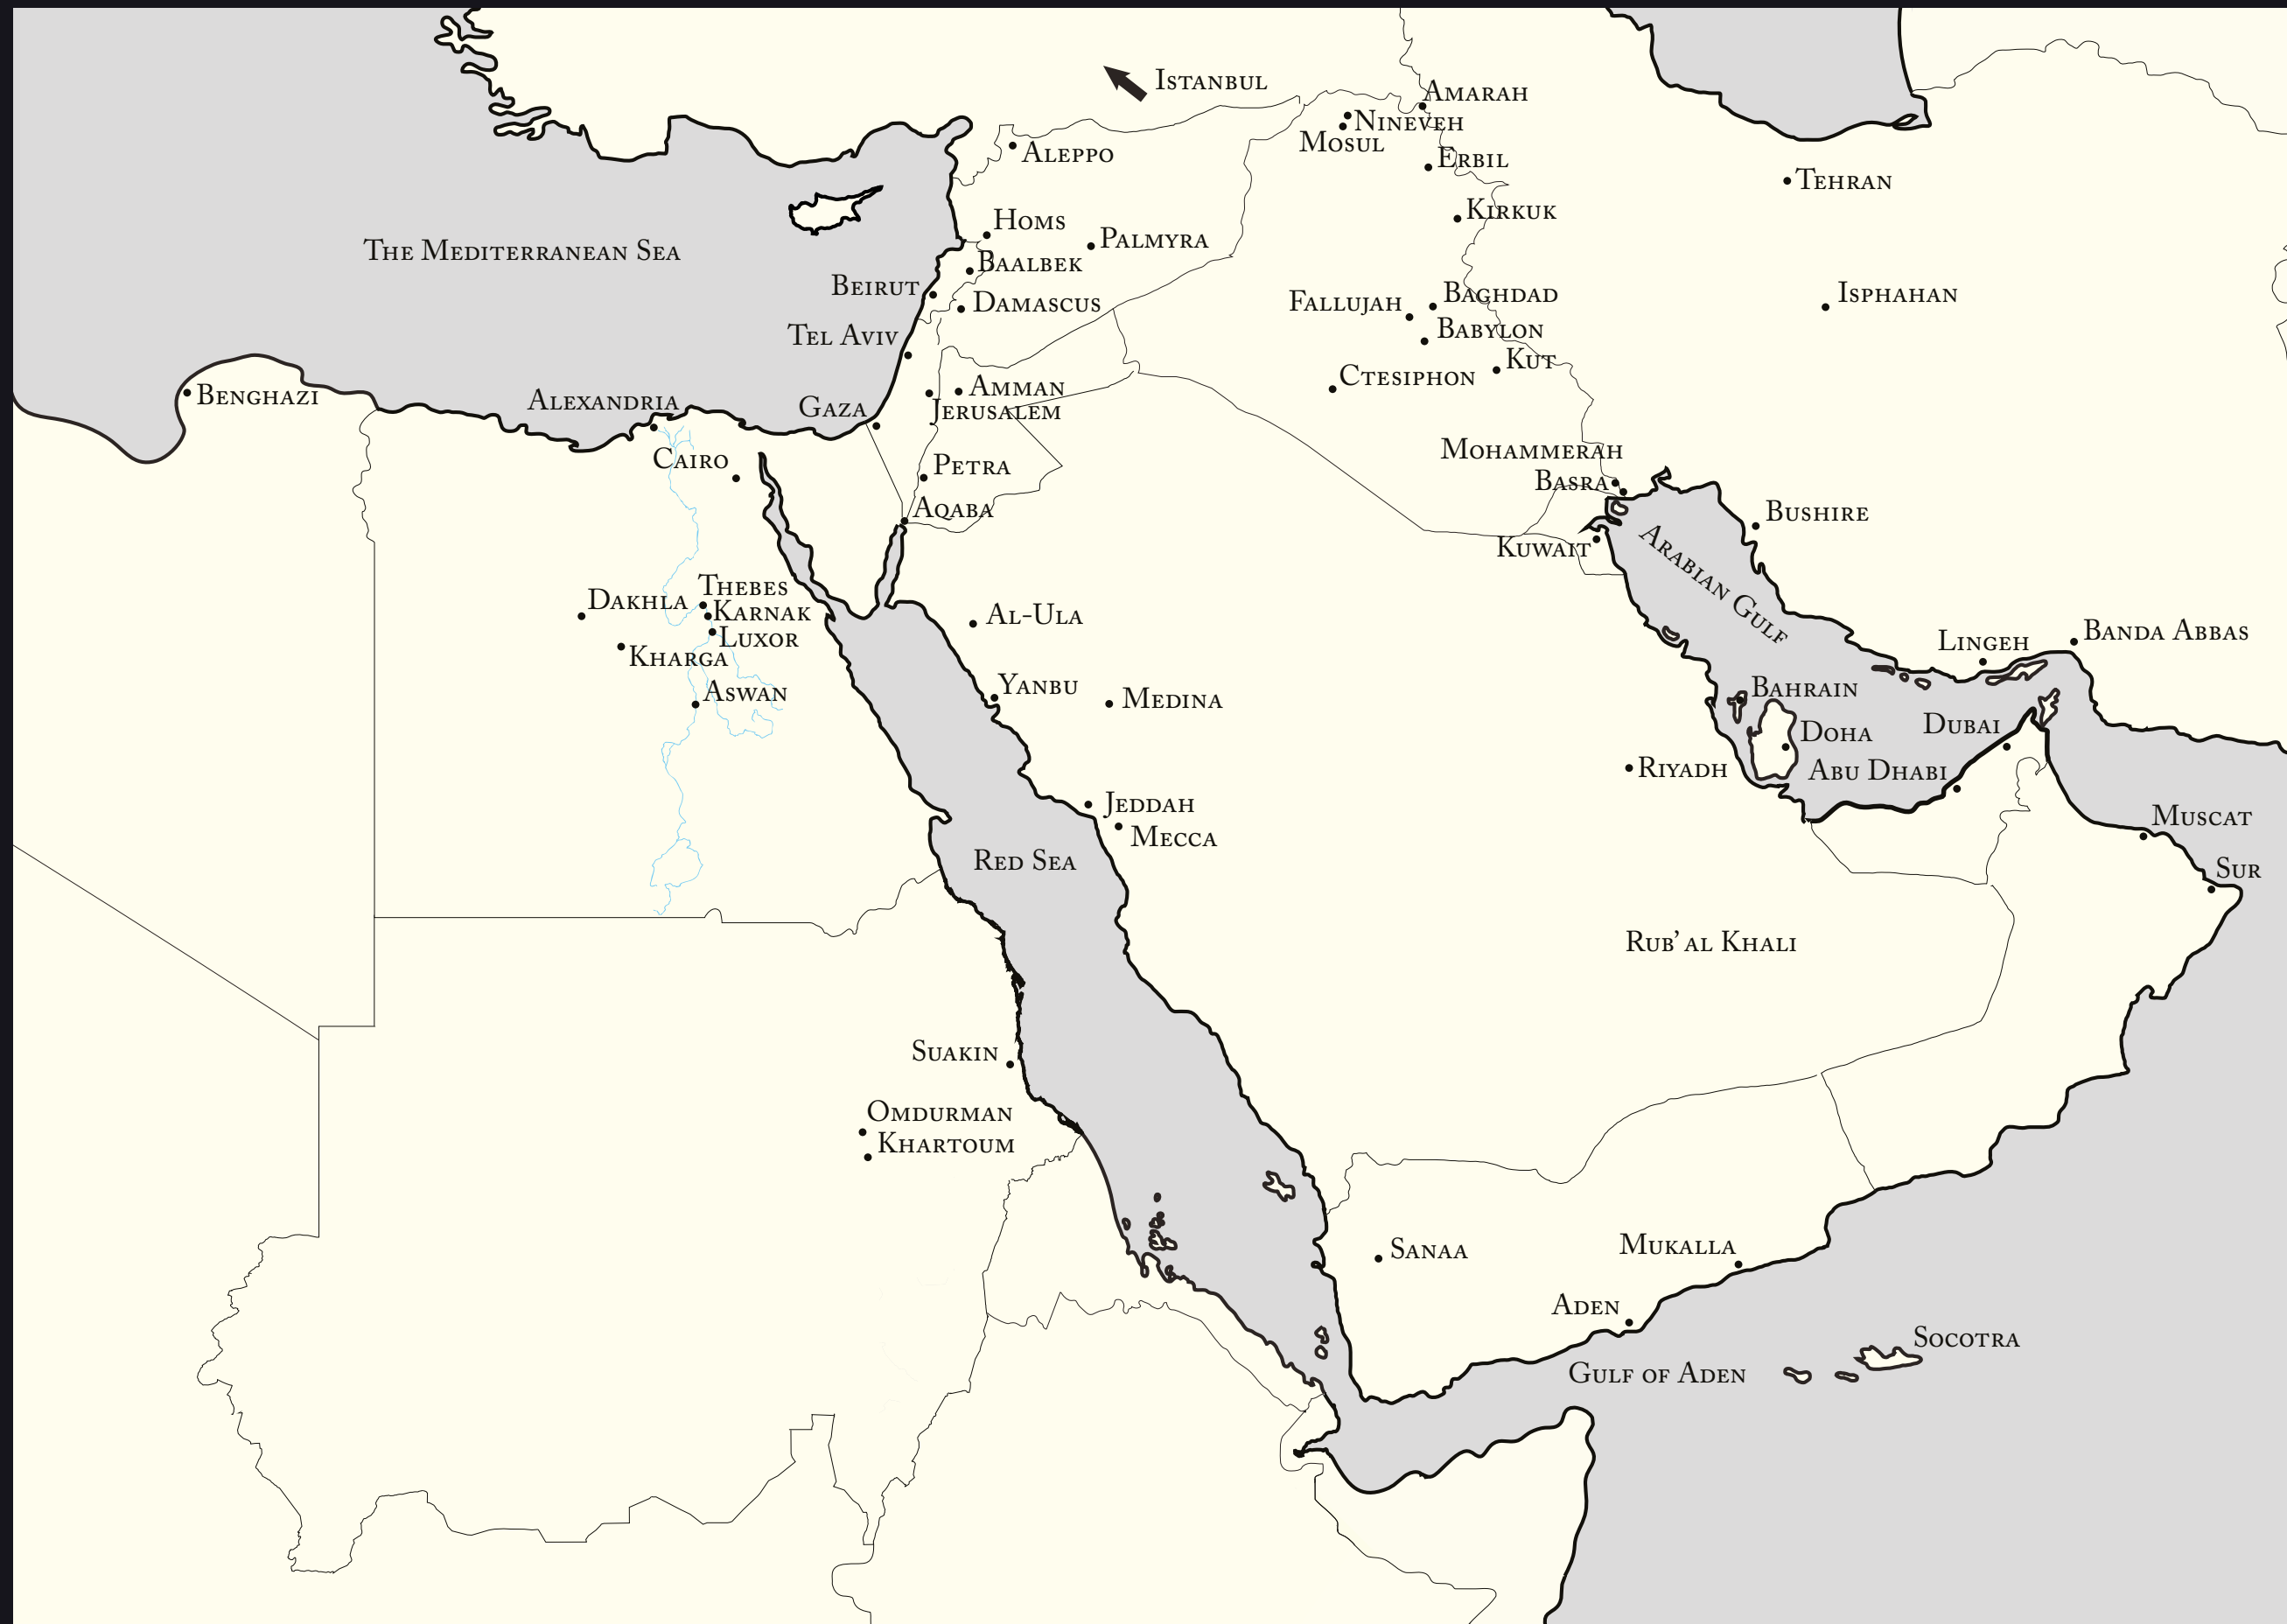 Istanbul
Amarah
Nineveh
Mosul
Aleppo
Erbil
Tehran
Homs
Kirkuk
Palmyra
The Mediterranean Sea
Baalbek
Beirut
Damascus
Fallujah
Baghdad
Isphahan
Tel Aviv
Babylon
Kut
Ctesiphon
Benghazi
Alexandria
Gaza
Amman
Jerusalem
Mohammerah
Cairo
Petra
Basra
Aqaba
Bushire
Kuwait
Arabian Gulf
Thebes
Dakhla
Karnak
Luxor
Kharga
Al-Ula
Lingeh
Banda Abbas
Aswan
Yanbu
Medina
Bahrain
Doha
Dubai
Riyadh
Abu Dhabi
Jeddah
Mecca
Muscat
Red Sea
Sur
Rub' al Khali
Suakin
Omdurman
Khartoum
Sanaa
Mukalla
Aden
Socotra
Gulf of Aden